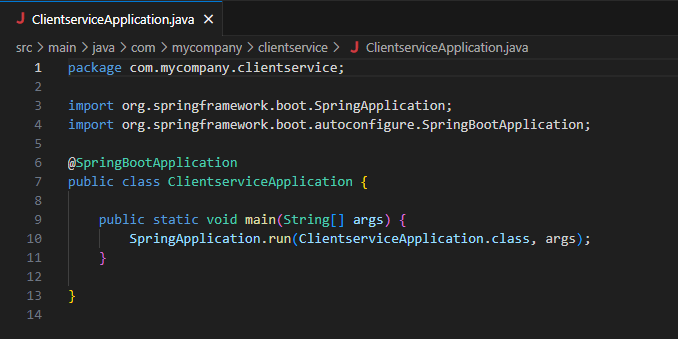 J ClientserviceApplication.java ×
src > main > java > com > mycompany > clientservice > J ClientserviceApplication.java
1 package com.mycompany.clientservice;
2
3 import org.springframework.boot.SpringApplication;
4 import org.springframework.boot.autoconfigure.SpringBootApplication;
5
6 @SpringBootApplication
7 public class ClientserviceApplication {
8
9 public static void main(String[] args) {
10 SpringApplication.run(ClientserviceApplication.class, args);
11 }
12
13 }
14